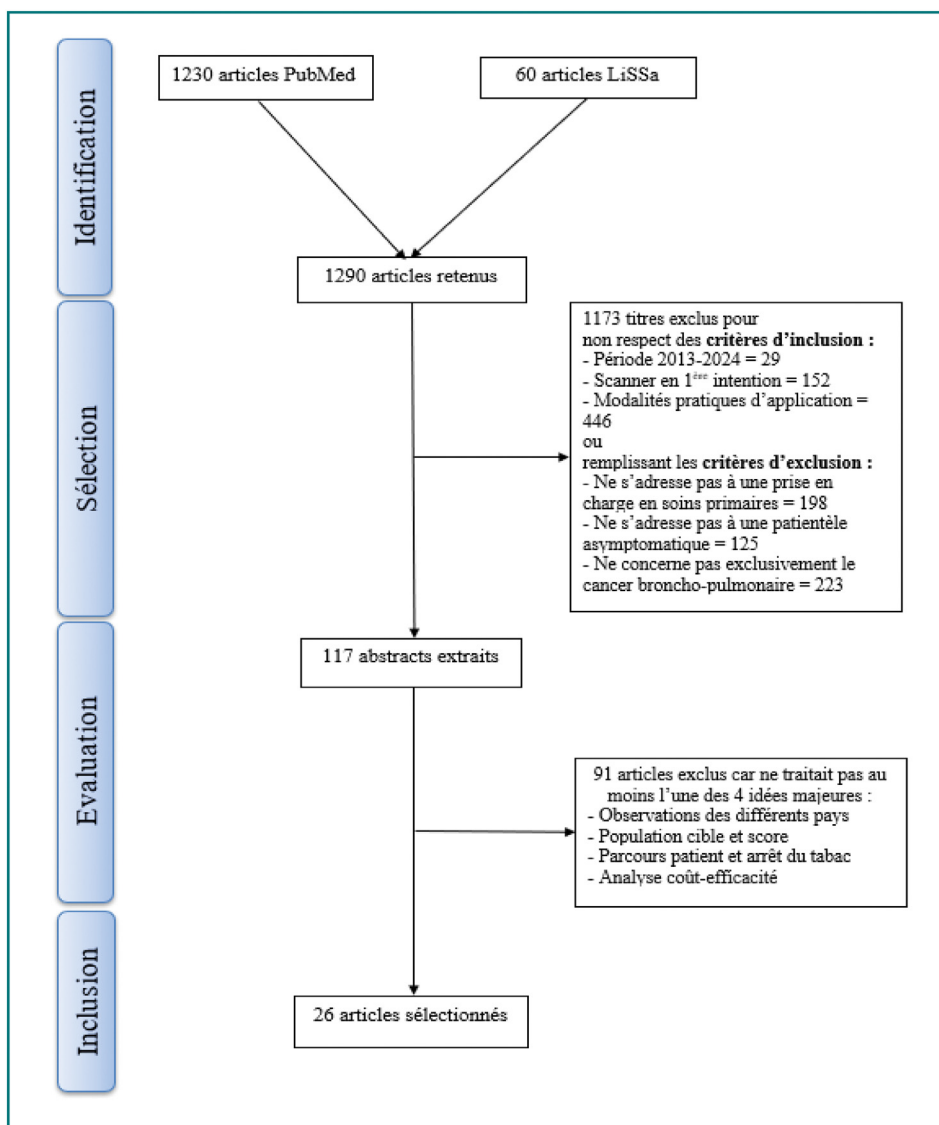 Identification
1230 articles PubMed
60 articles LiSSa
1290 articles retenus
Sélection
1173 titres exclus pour
non respect des critères d'inclusion :
- Période 2013-2024 = 29
- Scanner en 1ère intention = 152
- Modalités pratiques d'application =
446
ou
remplissant les critères d'exclusion :
- Ne s'adresse pas à une prise en
charge en soins primaires = 198
- Ne s'adresse pas à une patientèle
asymptomatique = 125
- Ne concerne pas exclusivement le
cancer broncho-pulmonaire = 223
117 abstracts extraits
Evaluation
91 articles exclus car ne traitait pas au
moins l'une des 4 idées majeures :
- Observations des différents pays
- Population cible et score
- Parcours patient et arrêt du tabac
- Analyse coût-efficacité
Inclusion
26 articles sélectionnés